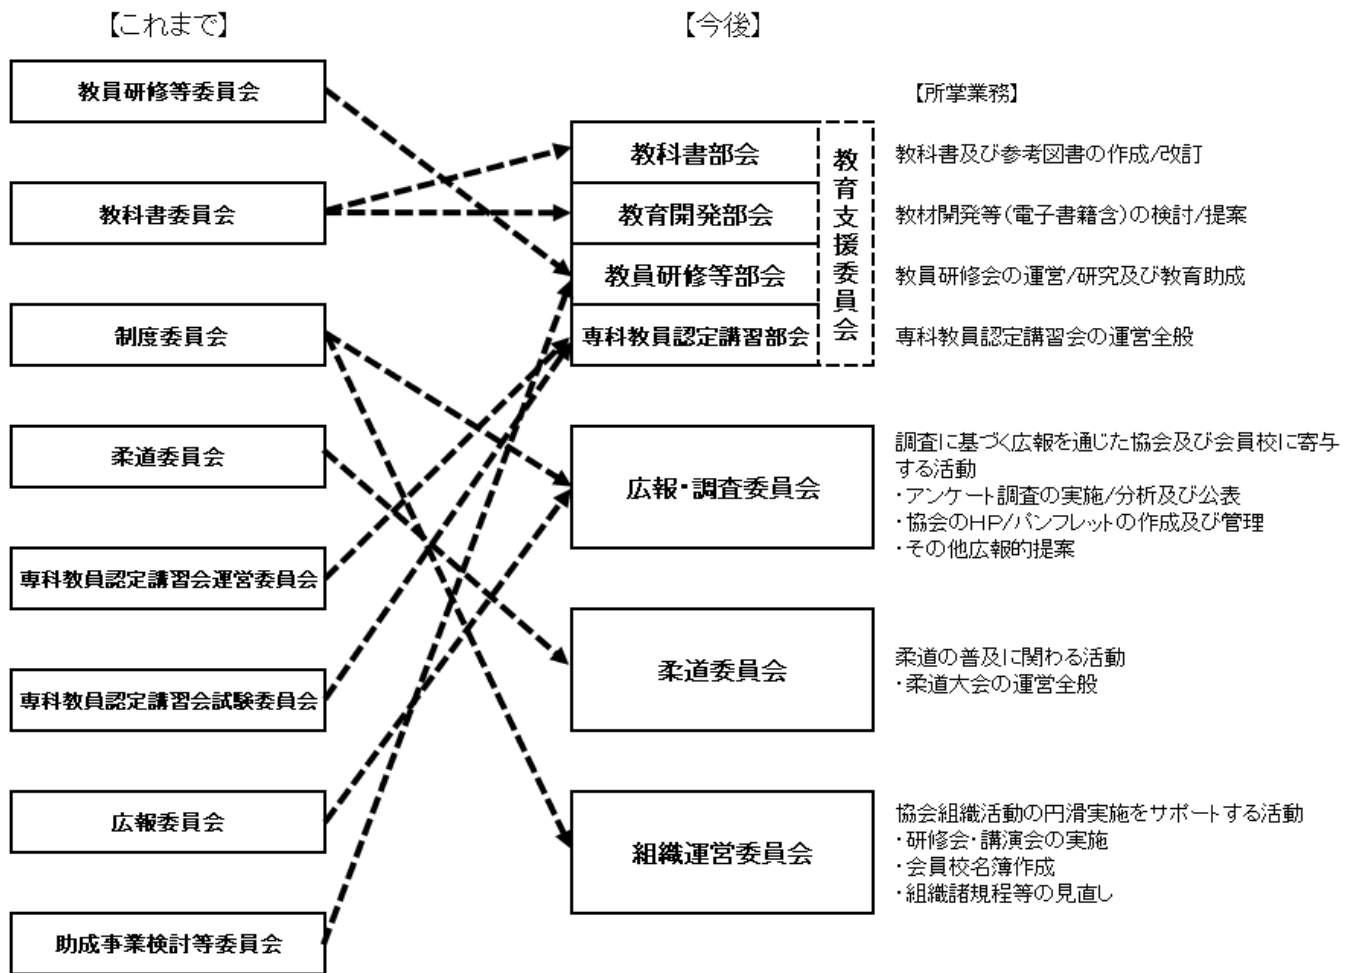 【これまで】
【今後】
教員研修等委員会
教科書委員会
制度委員会
柔道委員会
専科教員認定講習会運営委員会
専科教員認定講習会試験委員会
広報委員会
助成事業検討等委員会
教科書部会
教育開発部会
教員研修等部会
専科教員認定講習部会
教育支援委員会
広報・調査委員会
柔道委員会
組織運営委員会
【所掌業務】
教科書及び参考図書の作成/改訂
教材開発等(電子書籍含)の検討/提案
教員研修会の運営/研究及び教育助成
専科教員認定講習会の運営全般
調査に基づく広報を通じた協会及び会員校に寄与
する活動
・アンケート調査の実施/分析及び公表
・協会のHP/パンフレットの作成及び管理
・その他広報的提案
柔道の普及に関わる活動
・柔道大会の運営全般
協会組織活動の円滑実施をサポートする活動
・研修会・講演会の実施
・会員校名簿作成
・組織諸規程等の見直し